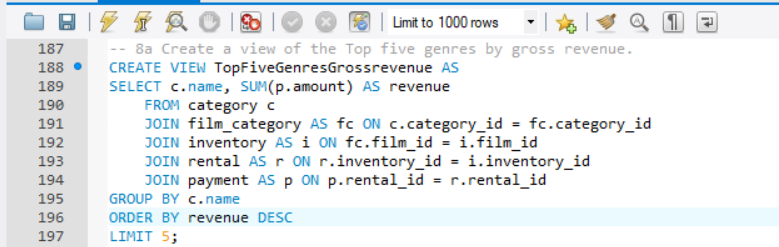 Limit to 1000 rows
187 -- 8a Create a view of the Top five genres by gross revenue.
188 CREATE VIEW TopFiveGenresGrossrevenue AS
189 SELECT c.name, SUM(p.amount) AS revenue
190 FROM category c
191 JOIN film_category AS fc ON c.category_id = fc.category_id
192 JOIN inventory AS i ON fc.film_id = i.film_id
193 JOIN rental AS r ON r.inventory_id = i.inventory_id
194 JOIN payment AS p ON p.rental_id = r.rental_id
195 GROUP BY c.name
196 ORDER BY revenue DESC
197 LIMIT 5;